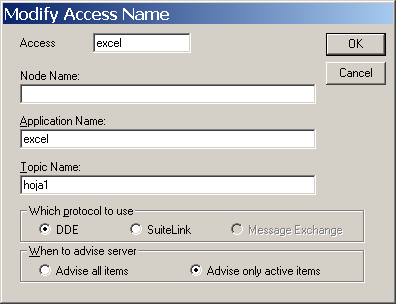 Modify Access Name
Access excel OK
Cancel
Node Name:
Application Name:
excel
Topic Name:
hoja1
Which protocol to use
DDE SuiteLink Message Exchange
When to advise server
Advise all items Advise only active items